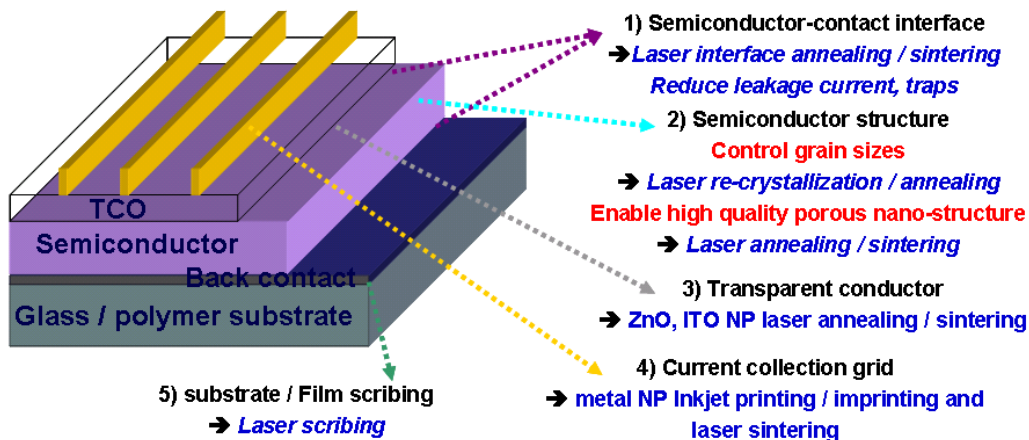 1) Semiconductor-contact interface
➔Laser interface annealing / sintering
Reduce leakage current, traps
2) Semiconductor structure
Control grain sizes
➔ Laser re-crystallization / annealing
Enable high quality porous nano-structure
➔ Laser annealing / sintering
3) Transparent conductor
➔ ZnO, ITO NP laser annealing / sintering
4) Current collection grid
➔ metal NP Inkjet printing / imprinting and
laser sintering
5) substrate / Film scribing
➔ Laser scribing
TCO
Semiconductor
Back contact
Glass / polymer substrate